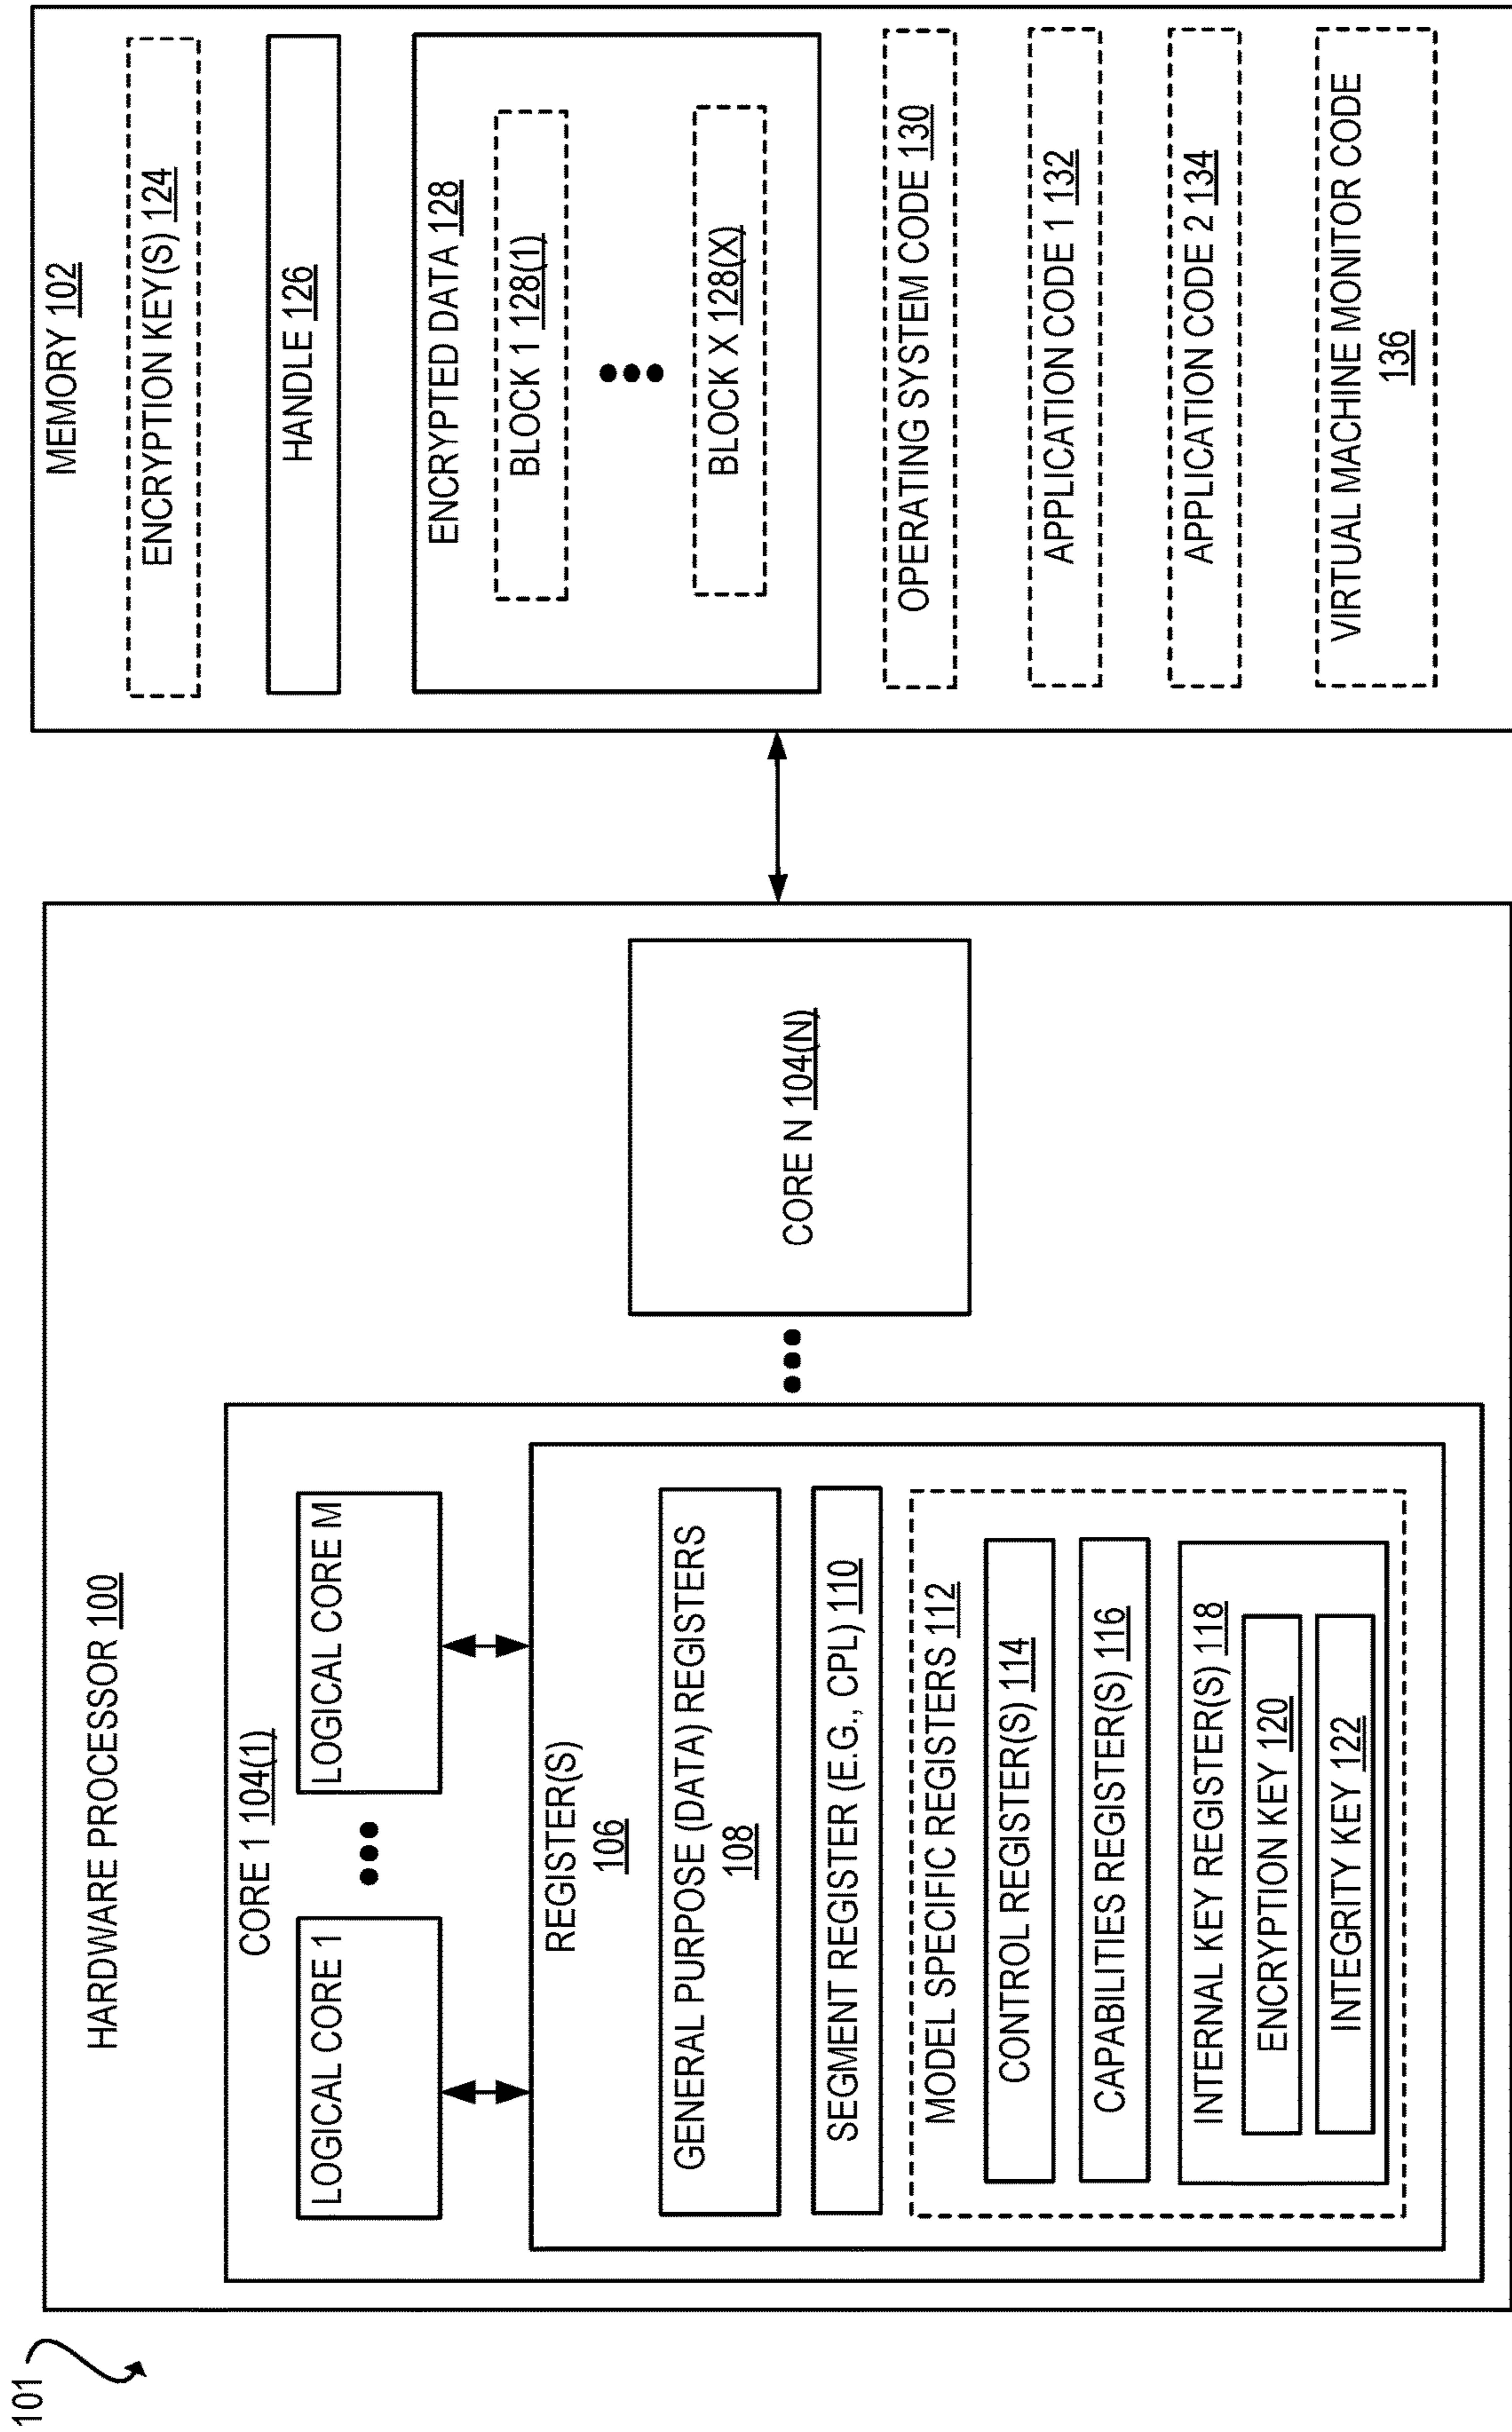 101
HARDWARE PROCESSOR 100
CORE 1 104(1)
LOGICAL CORE 1
LOGICAL CORE M
REGISTER(S)
106
GENERAL PURPOSE (DATA) REGISTERS
108
SEGMENT REGISTER (E.G., CPL) 110
MODEL SPECIFIC REGISTERS 112
CONTROL REGISTER(S) 114
CAPABILITIES REGISTER(S) 116
INTERNAL KEY REGISTER(S) 118
ENCRYPTION KEY 120
INTEGRITY KEY 122
CORE N 104(N)
MEMORY 102
ENCRYPTION KEY(S) 124
HANDLE 126
ENCRYPTED DATA 128
BLOCK 1 128(1)
BLOCK X 128(X)
OPERATING SYSTEM CODE 130
APPLICATION CODE 1 132
APPLICATION CODE 2 134
VIRTUAL MACHINE MONITOR CODE
136